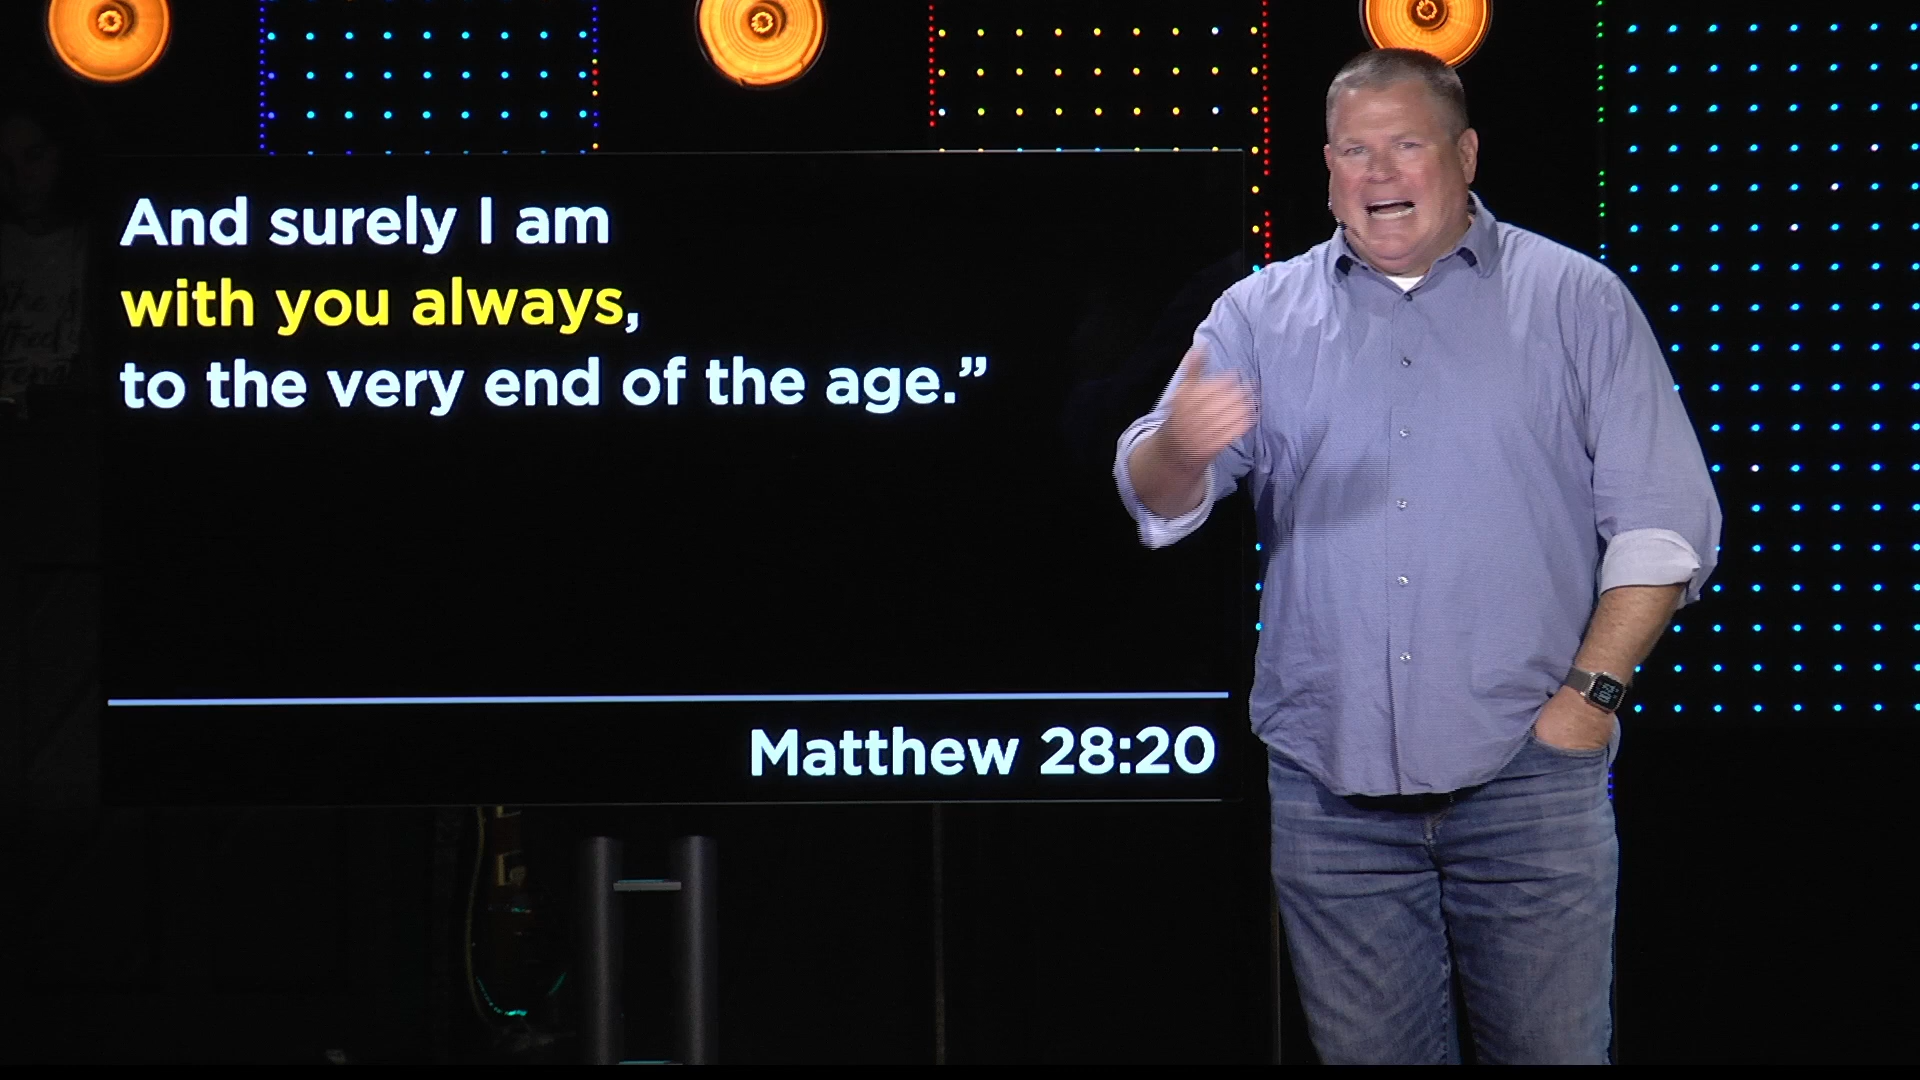 And surely I am
with you always,
to the very end of the age.”
Matthew 28:20